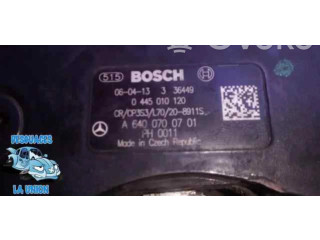 515 BOSCH
06-04-13 3 36449
0 445 010 120
CR/CP3S3/L70/20-8911S
A 640 070 07 01
PH 0011
Made in Czech Republic
DESGUACES
LA UNION